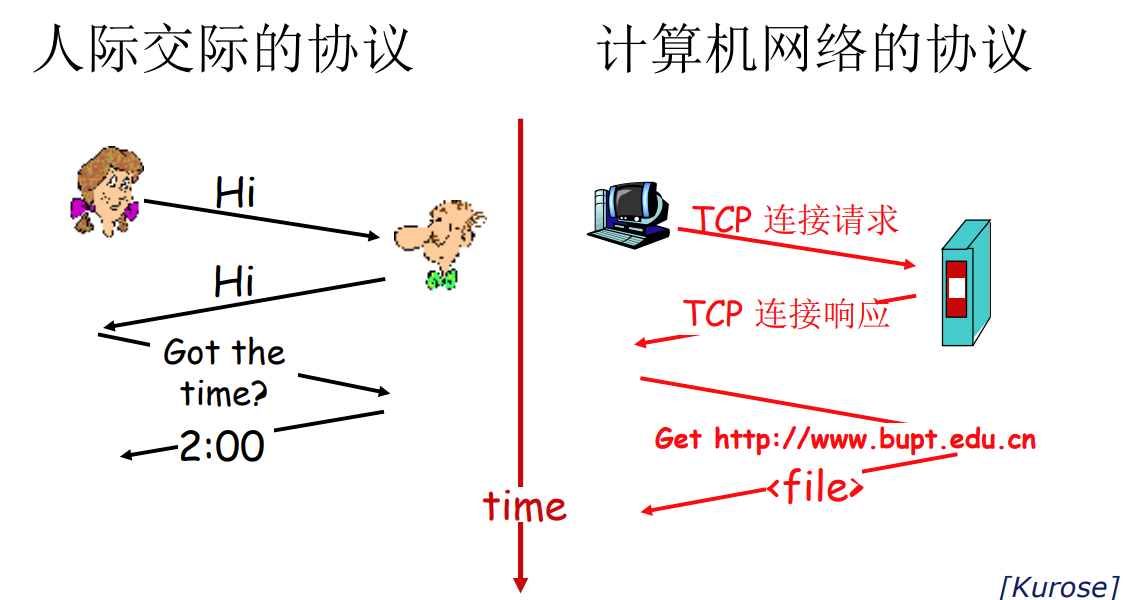 人际交际的协议
计算机网络的协议
Hi
Hi
Got the
time?
2:00
TCP 连接请求
TCP 连接响应
Get http://www.bupt.edu.cn
<file>
time
[Kurose]